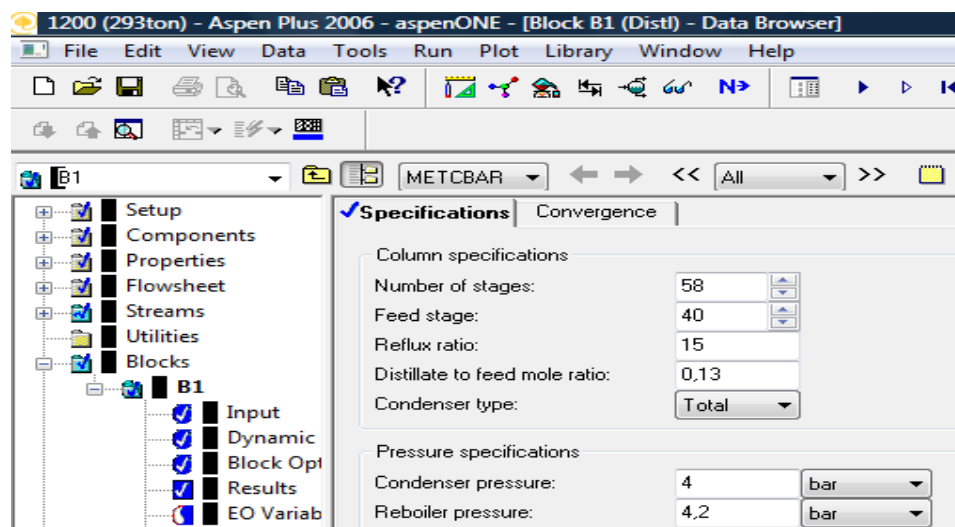 1200 (293ton) - Aspen Plus 2006 - aspenONE - [Block B1 (Distl) - Data Browser]
File Edit View Data Tools Run Plot Library Window Help
N>
B1 METCBAR << All >>
Setup
Components
Properties
Flowsheet
Streams
Utilities
Blocks
B1
Input
Dynamic
Block Opt
Results
EO Variab
Specifications Convergence
Column specifications
Number of stages: 58
Feed stage: 40
Reflux ratio: 15
Distillate to feed mole ratio: 0,13
Condenser type: Total
Pressure specifications
Condenser pressure: 4 bar
Reboiler pressure: 4,2 bar